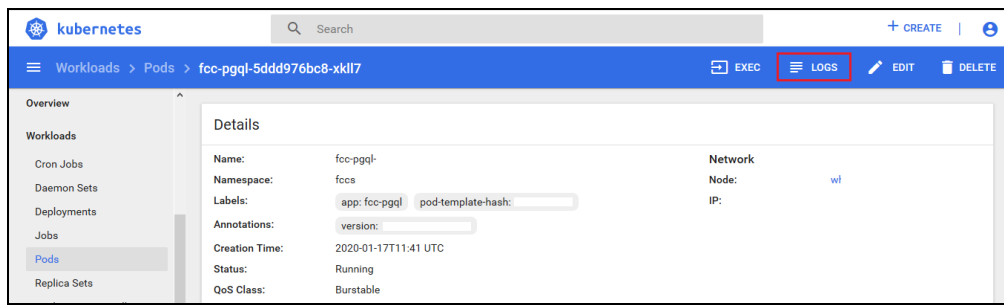 kubernetes Search + CREATE
Workloads > Pods > fcc-pgql-5ddd976bc8-xkll7 EXEC LOGS EDIT DELETE
Overview
Workloads
Cron Jobs
Daemon Sets
Deployments
Jobs
Pods
Replica Sets
Details
Name: fcc-pgql-
Namespace: fccs
Labels: app: fcc-pgql pod-template-hash:
Annotations: version:
Creation Time: 2020-01-17T11:41 UTC
Status: Running
QoS Class: Burstable
Network
Node:
IP: